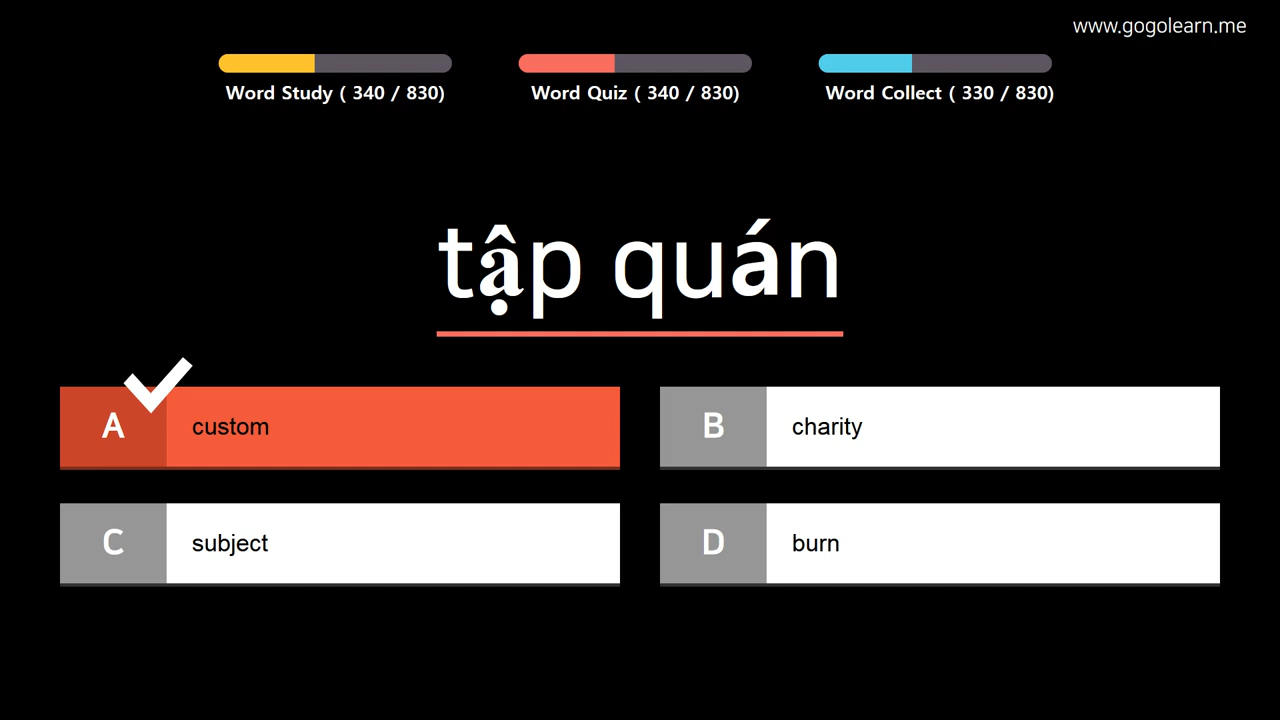 www.gogolearn.me
Word Study ( 340 / 830)
Word Quiz ( 340 / 830)
Word Collect ( 330 / 830)
tập quán
A custom
B charity
C subject
D burn